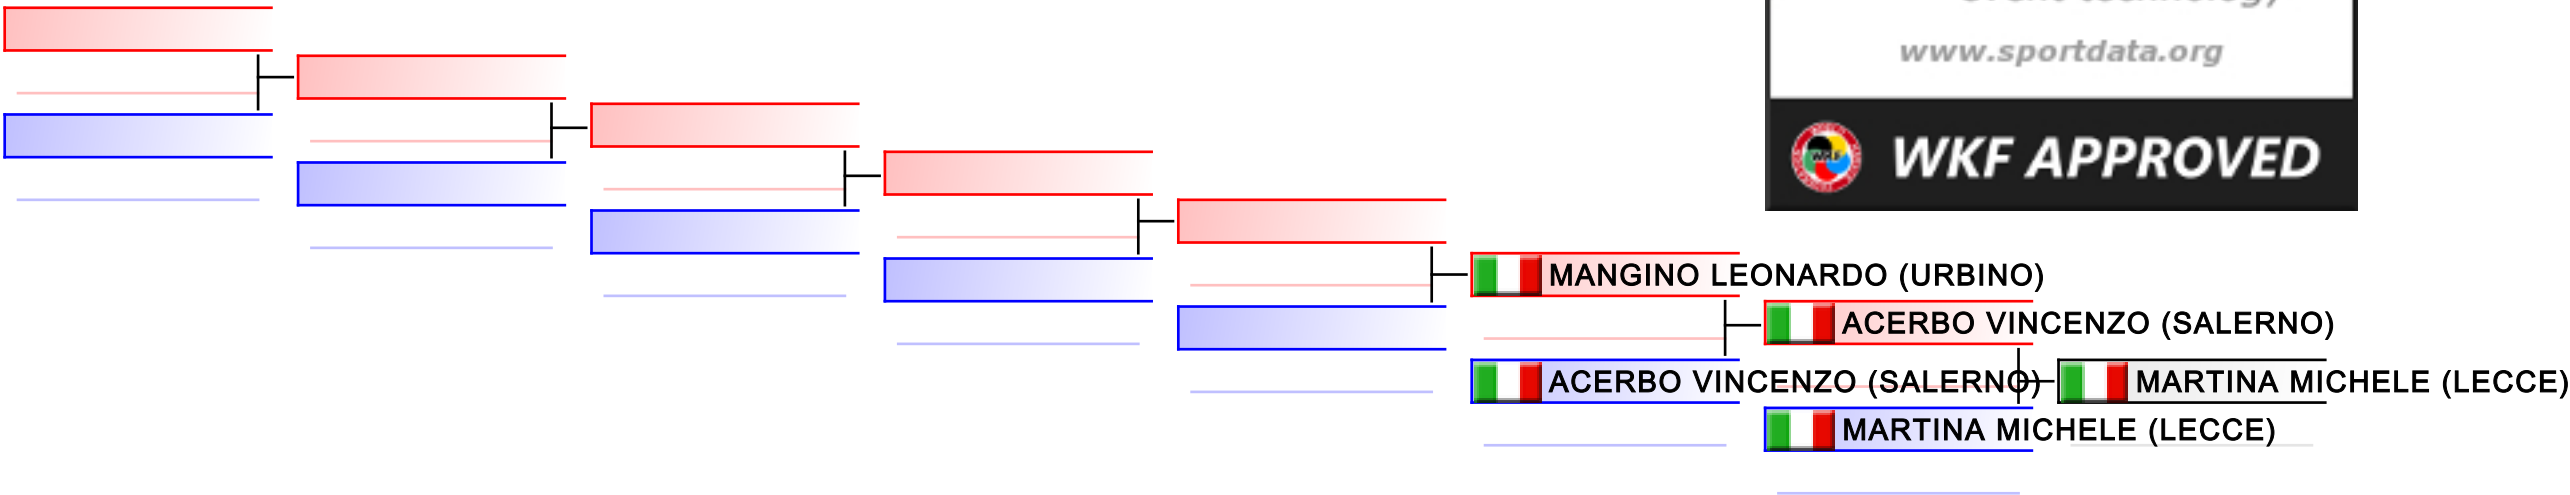 www.sportdata.org
WKF APPROVED
MANGINO LEONARDO (URBINO)
ACERBO VINCENZO (SALERNO)
ACERBO VINCENZO (SALERNO)
MARTINA MICHELE (LECCE)
MARTINA MICHELE (LECCE)